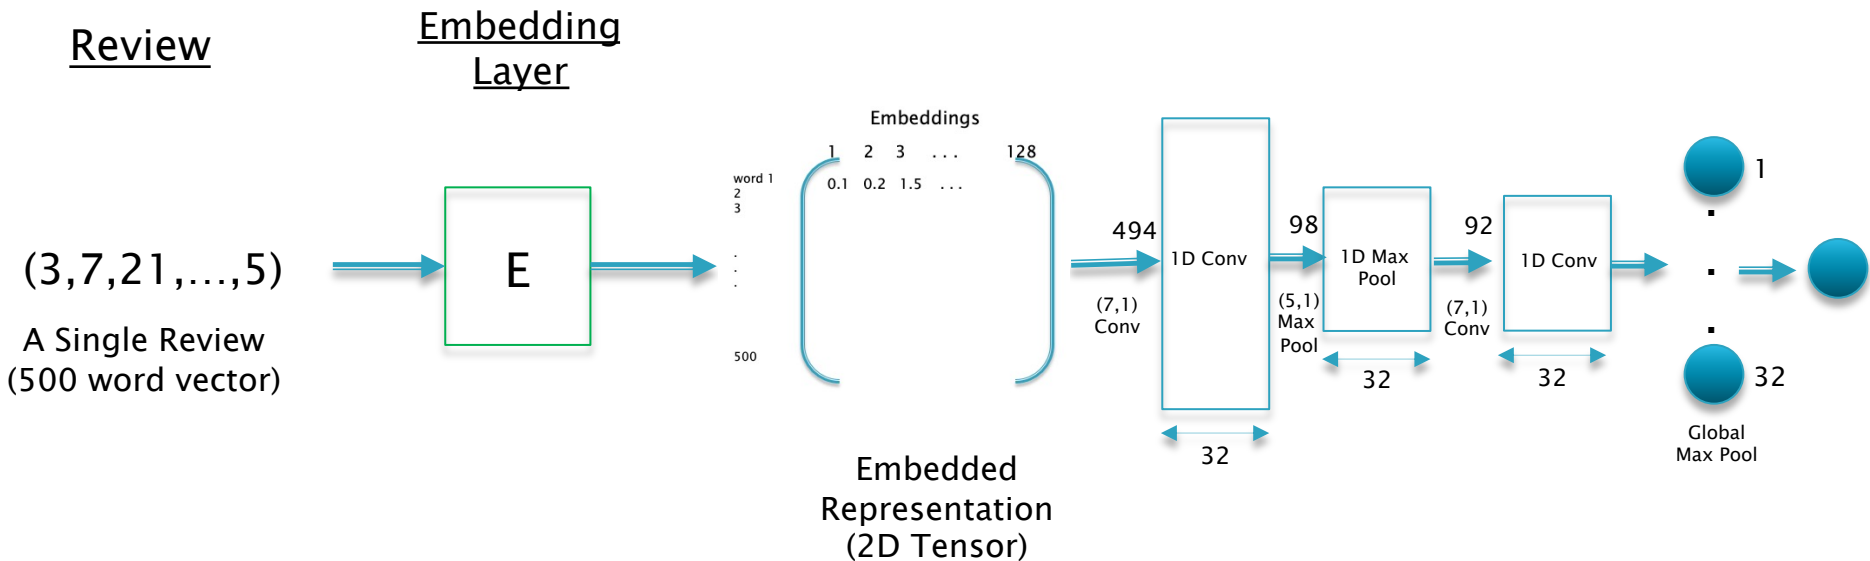 Review
Embedding
Layer
(3,7,21,...,5)
A Single Review
(500 word vector)
E
Embeddings
1 2 3 . . . 128
word 1
2
3
.
.
.
500
0.1 0.2 1.5 . . .
Embedded
Representation
(2D Tensor)
494
(7,1)
Conv
1D Conv
32
98
(5,1)
Max
Pool
1D Max
Pool
32
92
(7,1)
Conv
1D Conv
32
1
.
.
.
32
Global
Max Pool